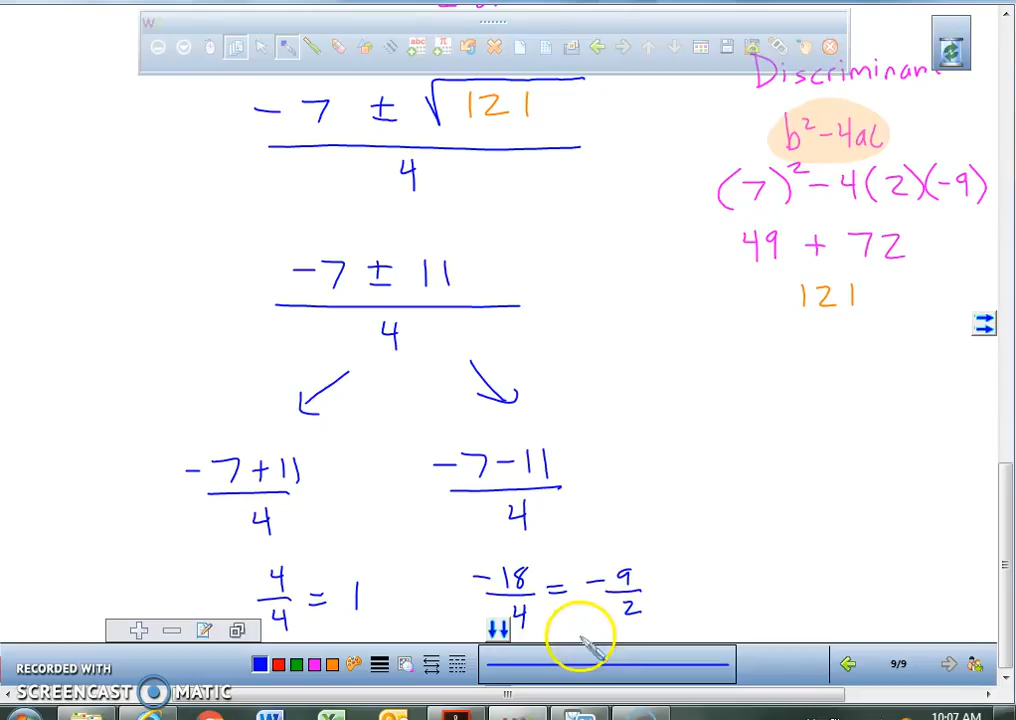 Discriminan
-7 ± √121
4
b²-4ac
(7)²-4(2)(-9)
49 + 72
121
-7 ± 11
4
-7+11
4
-7-11
4
4/4 = 1
-18/4 = -9/2
RECORDED WITH
SCREENCAST MATIC
9/9
10:07 AM